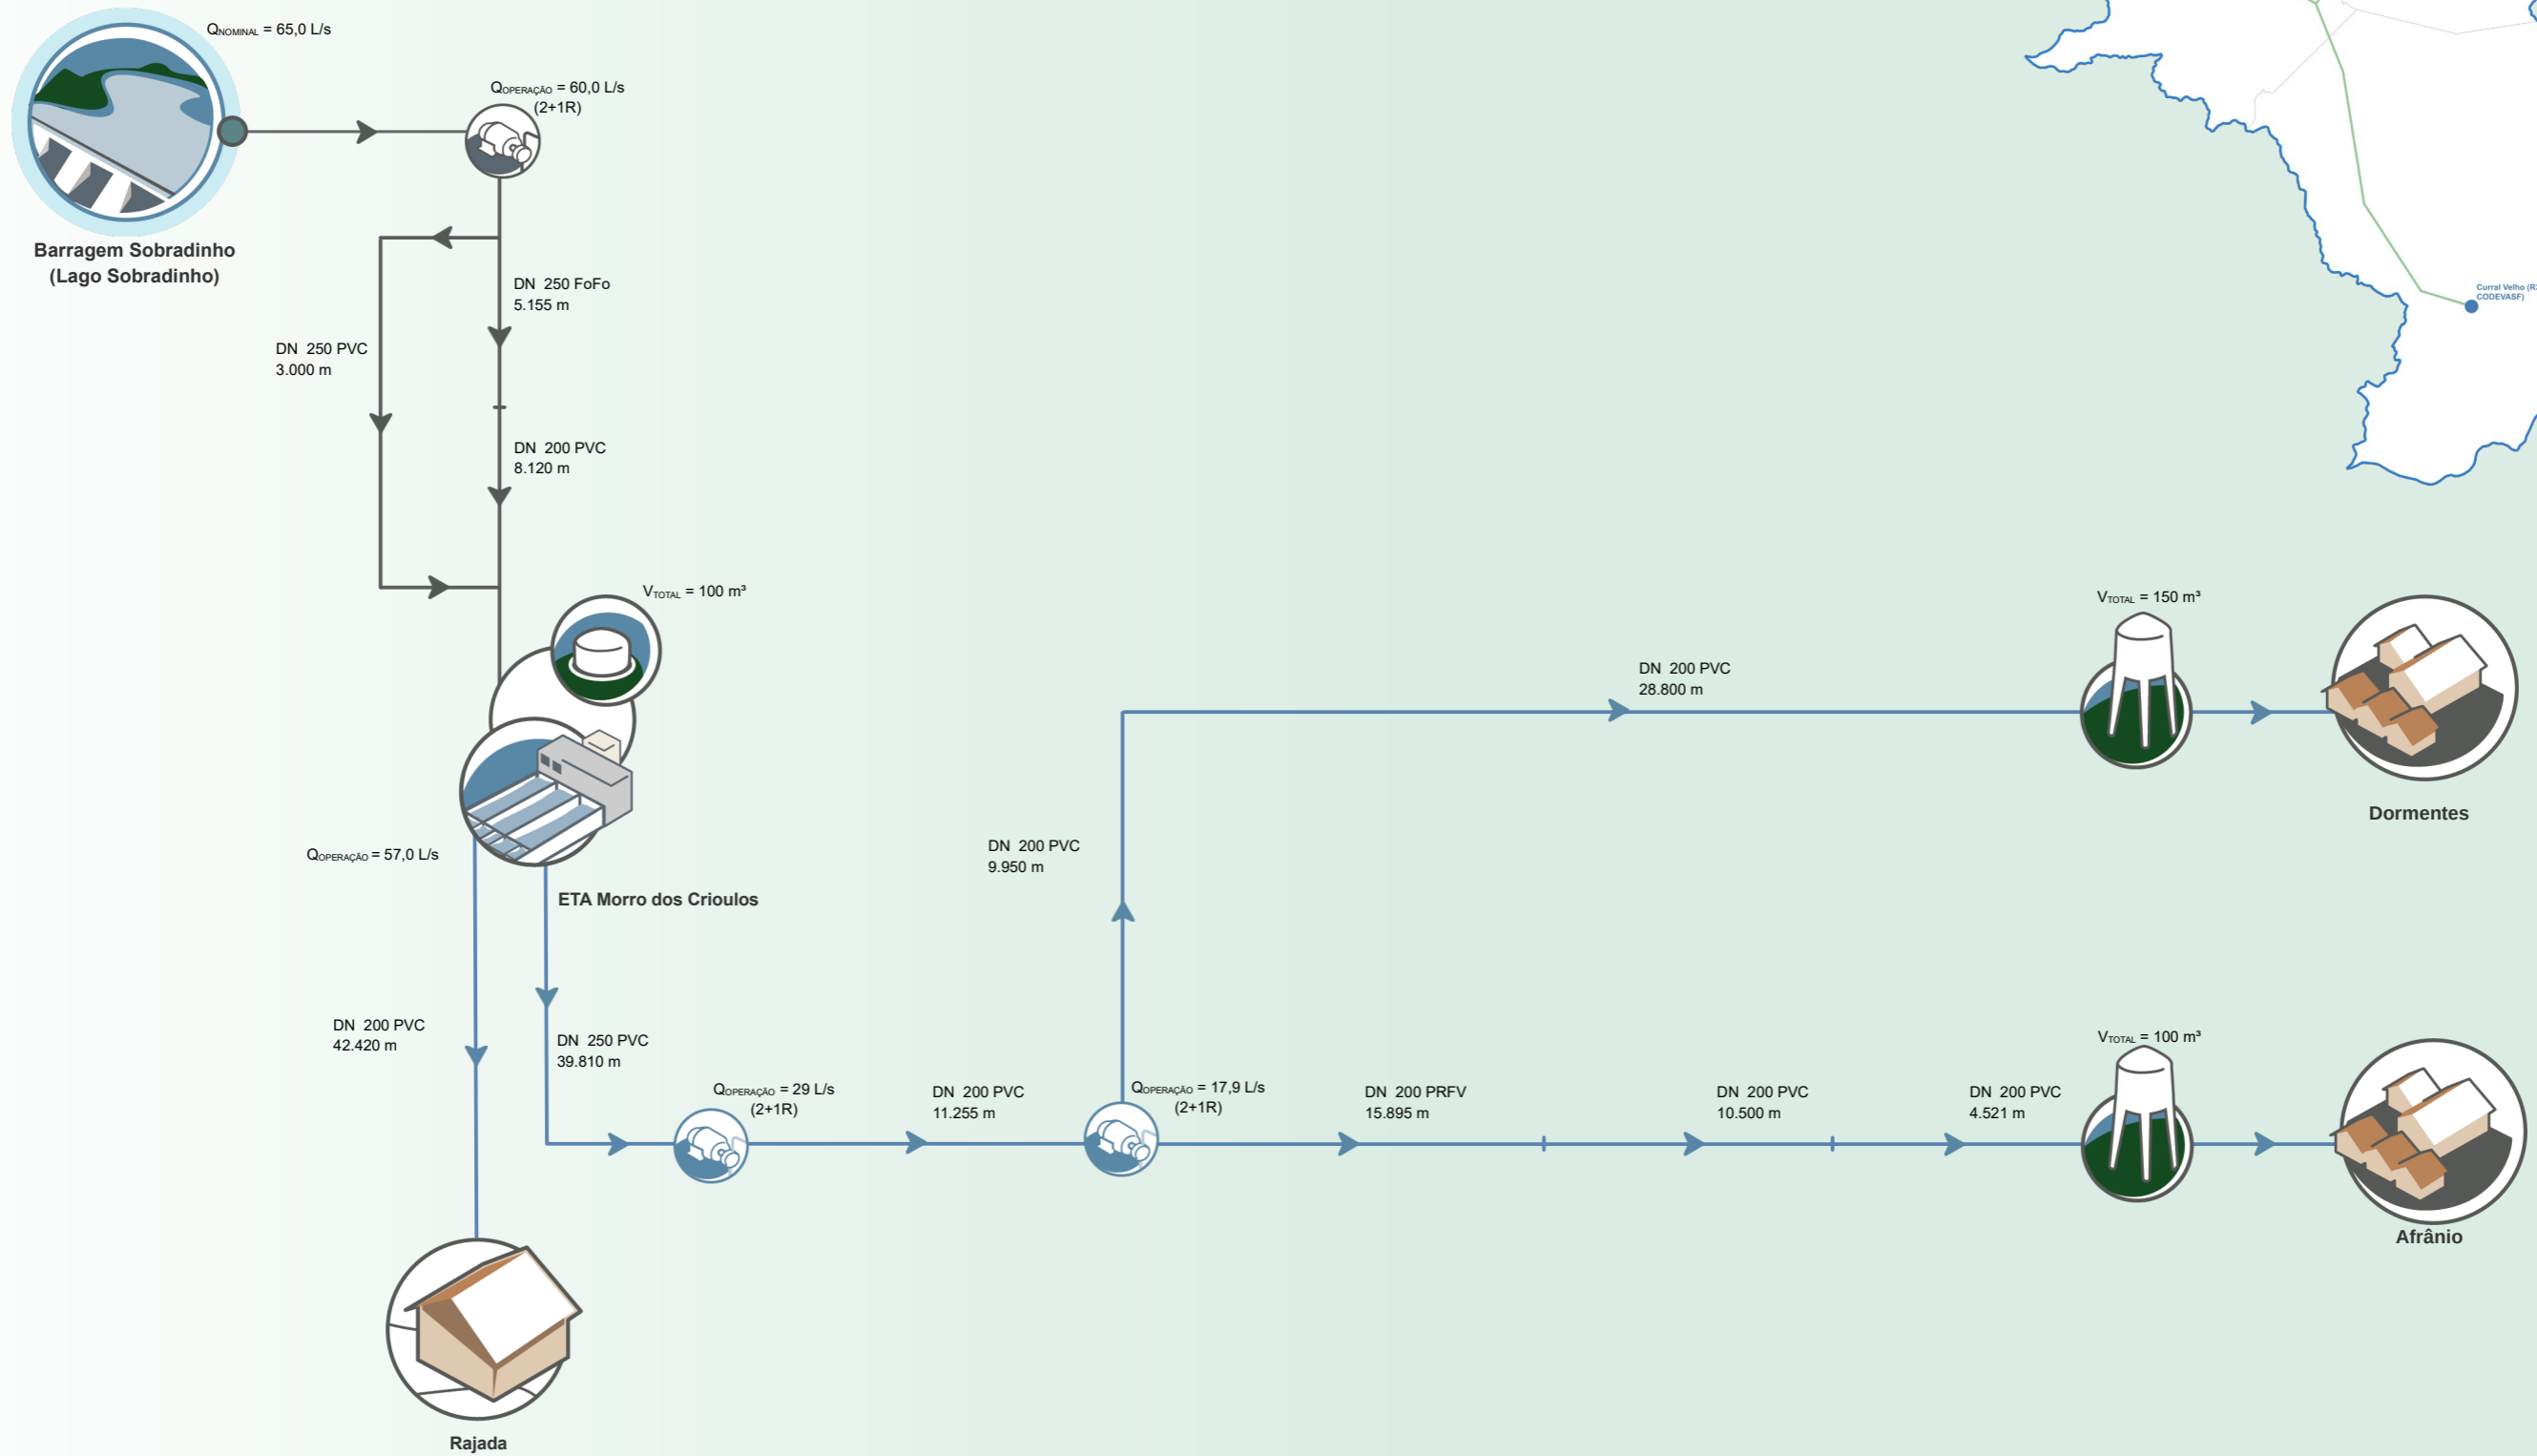 QNOMINAL = 65,0 L/s
QOPERAÇÃO = 60,0 L/s
(2+1R)
Barragem Sobradinho
(Lago Sobradinho)
DN 250 FoFo
5.155 m
DN 250 PVC
3.000 m
DN 200 PVC
8.120 m
Curral Velho (R
CODEVASF)
VTOTAL = 100 m³
VTOTAL = 150 m³
DN 200 PVC
28.800 m
Dormentes
QOPERAÇÃO = 57,0 L/s
ETA Morro dos Crioulos
DN 200 PVC
9.950 m
DN 200 PVC
42.420 m
DN 250 PVC
39.810 m
QOPERAÇÃO = 29 L/s
(2+1R)
DN 200 PVC
11.255 m
QOPERAÇÃO = 17,9 L/s
(2+1R)
DN 200 PRFV
15.895 m
DN 200 PVC
10.500 m
DN 200 PVC
4.521 m
VTOTAL = 100 m³
Afrânio
Rajada